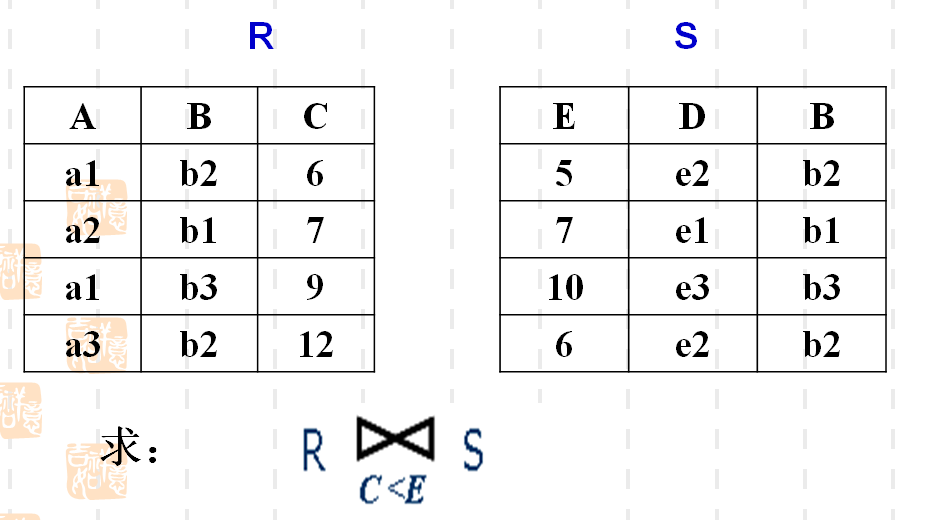 R S
A B C E D B
a1 b2 6 5 e2 b2
a2 b1 7 7 e1 b1
a1 b3 9 10 e3 b3
a3 b2 12 6 e2 b2
求： R ⋈ S
C<E